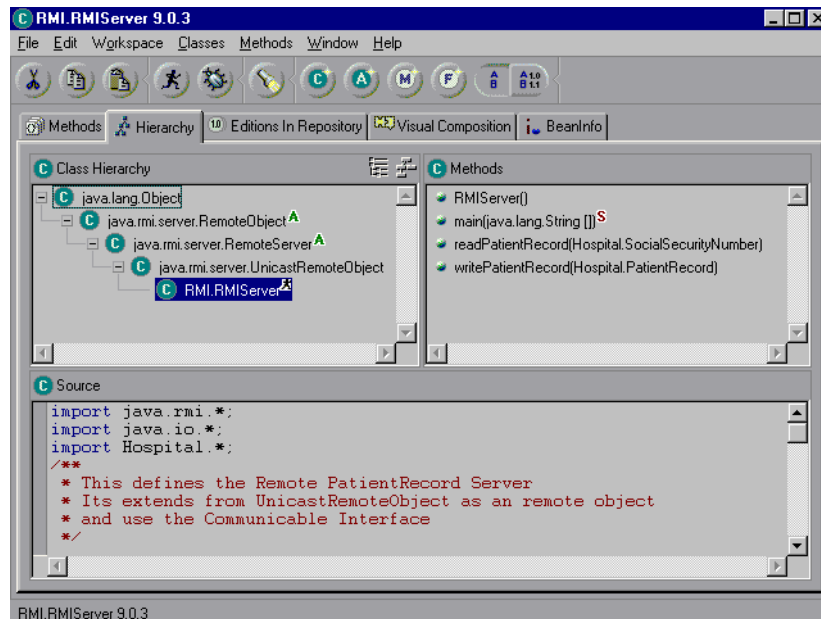 RMI.RMIServer 9.0.3
File Edit Workspace Classes Methods Window Help
Methods Hierarchy 1.0 Editions In Repository Visual Composition BeanInfo
Class Hierarchy
java.lang.Object
java.rmi.server.RemoteObject A
java.rmi.server.RemoteServer A
java.rmi.server.UnicastRemoteObject
RMI.RMIServer
Methods
RMIServer()
main(java.lang.String []) S
readPatientRecord(Hospital.SocialSecurityNumber)
writePatientRecord(Hospital.PatientRecord)
Source
import java.rmi.*;
import java.io.*;
import Hospital.*;
/**
* This defines the Remote PatientRecord Server
* Its extends from UnicastRemoteObject as an remote object
* and use the Communicable Interface
*/
RMI.RMIServer 9.0.3